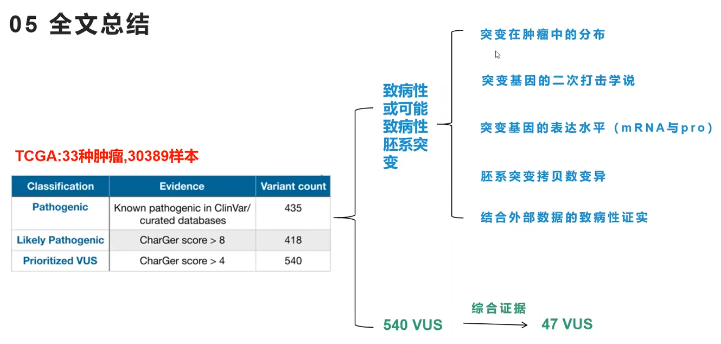 05 全文总结
TCGA:33种肿瘤,30389样本
Classification Evidence Variant count
Pathogenic Known pathogenic in ClinVar/ 435
curated databases
Likely Pathogenic CharGer score > 8 418
Prioritized VUS CharGer score > 4 540
致病性
或可能
致病性
胚系突
变
突变在肿瘤中的分布
突变基因的二次打击学说
突变基因的表达水平（mRNA与pro）
胚系突变拷贝数变异
结合外部数据的致病性证实
540 VUS
综合证据
47 VUS